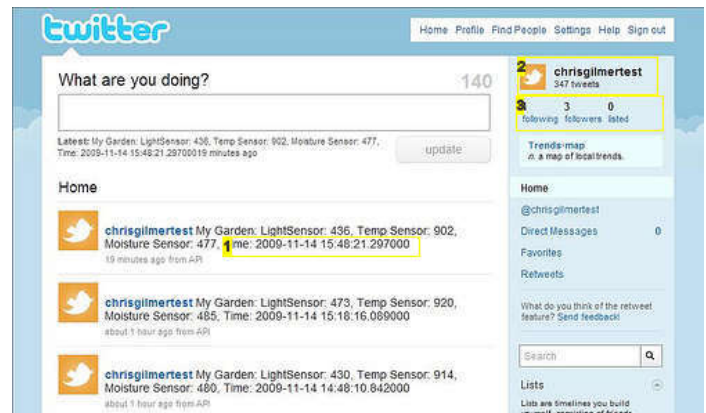 twitter
Home Profile Find People Settings Help Sign out
What are you doing?
140
Latest: My Garden: LightSensor: 436, Temp Sensor: 902, Moisture Sensor: 477,
Time: 2009-11-14 15:48:21.29700019 minutes ago
update
Home
chrisgilmertest My Garden: LightSensor: 436, Temp Sensor: 902,
Moisture Sensor: 477, 1 me: 2009-11-14 15:48:21.297000
19 minutes ago from API
chrisgilmertest My Garden: LightSensor: 473, Temp Sensor: 920,
Moisture Sensor: 485, Time: 2009-11-14 15:18:16.089000
about 1 hour ago from API
chrisgilmertest My Garden: LightSensor: 430, Temp Sensor: 914,
Moisture Sensor: 480, Time: 2009-11-14 14:48:10.842000
about 1 hour ago from API
2
chrisgilmertest
347 tweets
3
3 0
following followers listed
Trends-map
n. a map of local trends.
Home
@chrisgilmertest
Direct Messages 0
Favorites
Retweets
What do you think of the retweet
feature? Send feedback!
Search
Lists
Lists are timelines you build